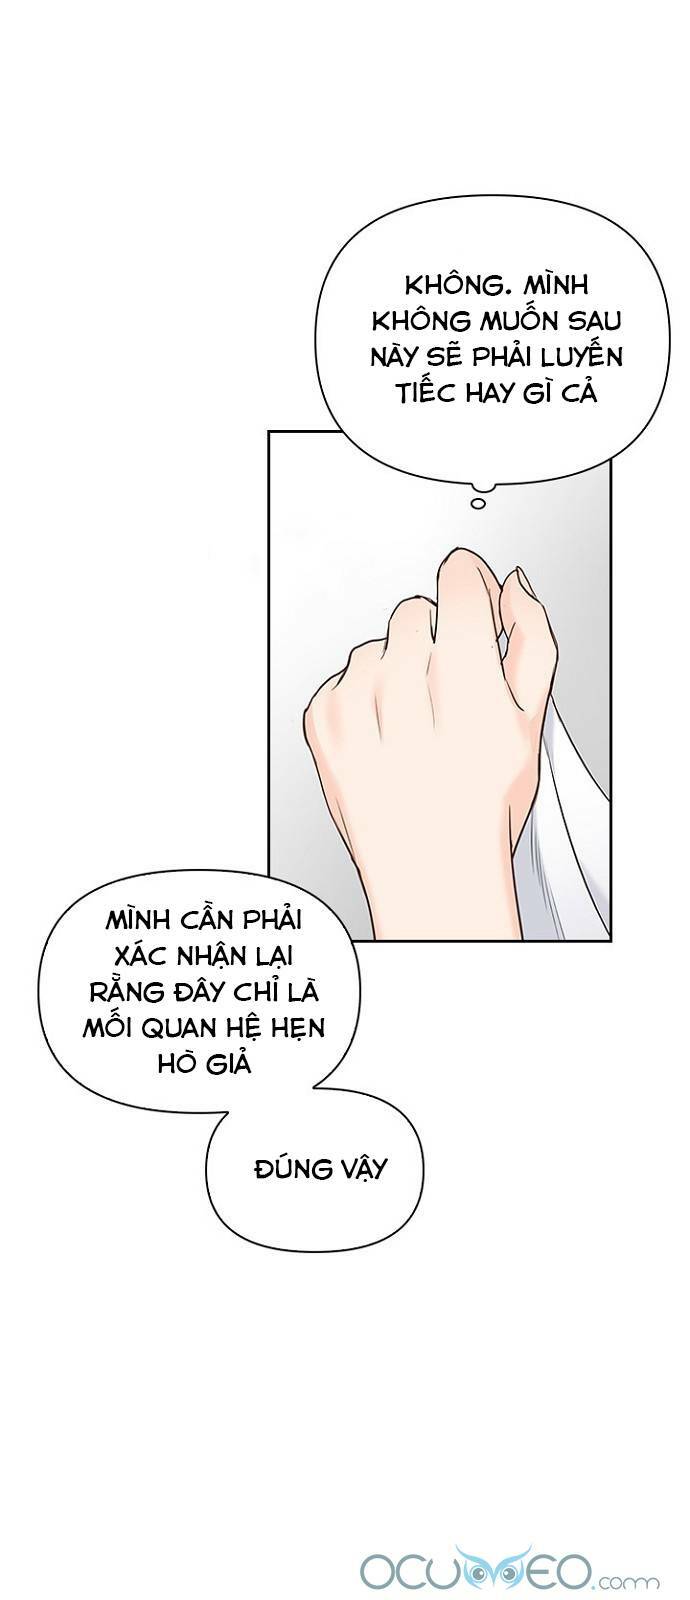 KHÔNG. MÌNH
KHÔNG MUỐN SAU
NÀY SẼ PHẢI LUYẾN
TIẾC HAY GÌ CẢ
MÌNH CẦN PHẢI
XÁC NHẬN LẠI
RẰNG ĐÂY CHỈ LÀ
MỐI QUAN HỆ HẸN
HÒ GIẢ
ĐÚNG VẬY
OCUMEO.com